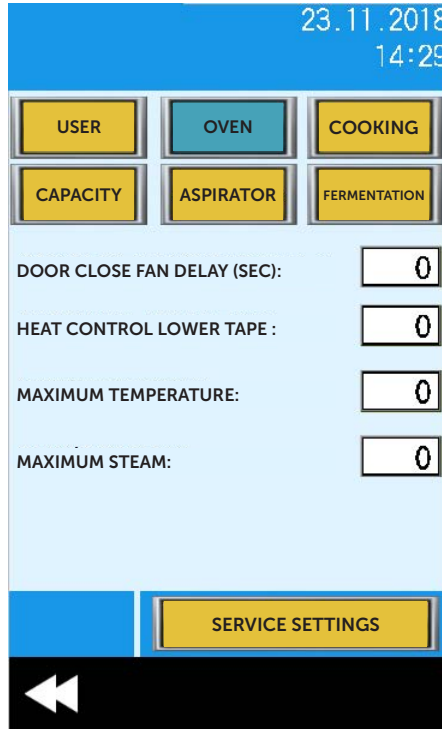 23.11.2018
14:29
USER OVEN COOKING
CAPACITY ASPIRATOR FERMENTATION
DOOR CLOSE FAN DELAY (SEC): 0
HEAT CONTROL LOWER TAPE : 0
MAXIMUM TEMPERATURE: 0
MAXIMUM STEAM: 0
SERVICE SETTINGS